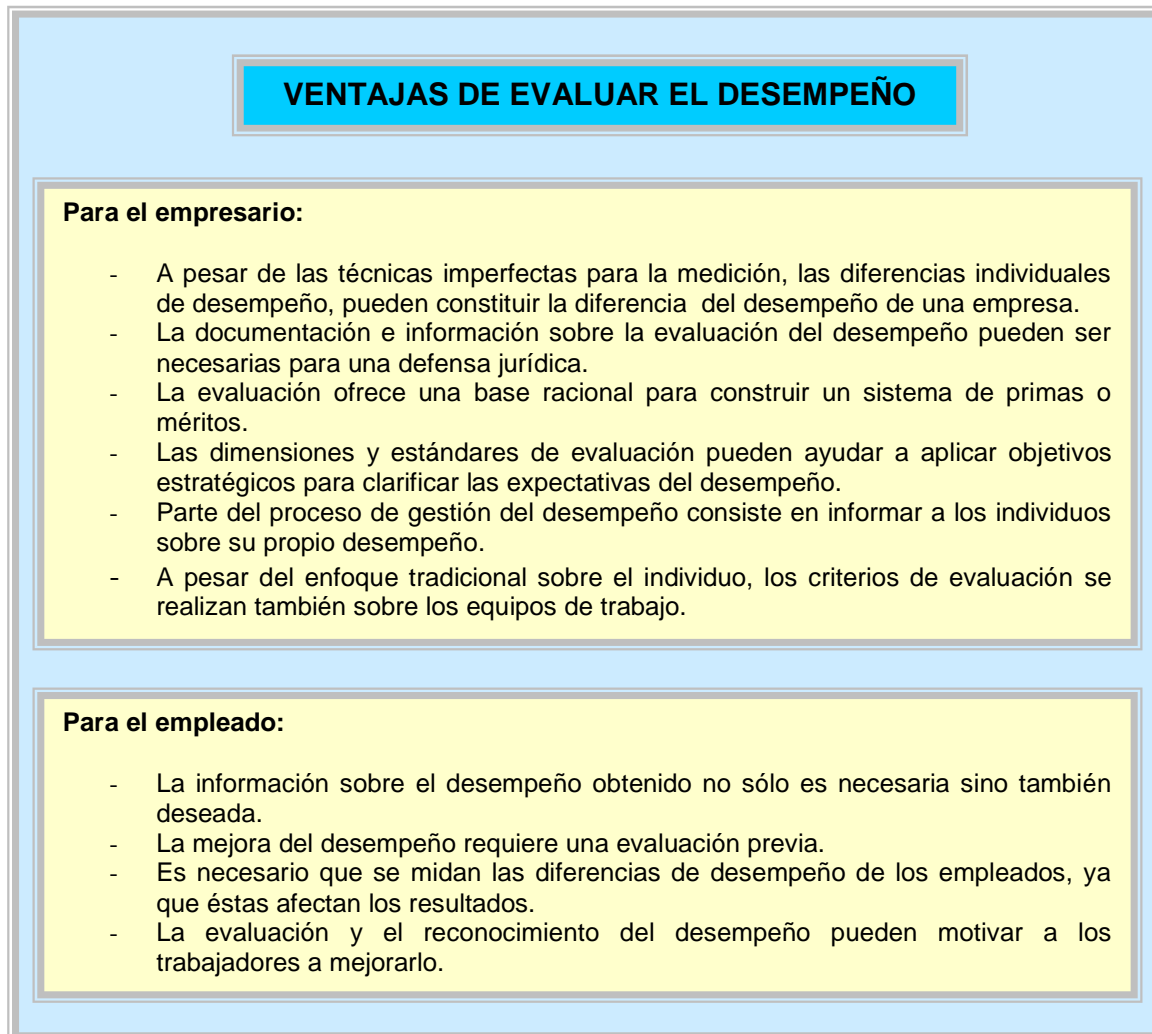 VENTAJAS DE EVALUAR EL DESEMPEÑO
Para el empresario:
- A pesar de las técnicas imperfectas para la medición, las diferencias individuales
de desempeño, pueden constituir la diferencia del desempeño de una empresa.
- La documentación e información sobre la evaluación del desempeño pueden ser
necesarias para una defensa jurídica.
- La evaluación ofrece una base racional para construir un sistema de primas o
méritos.
- Las dimensiones y estándares de evaluación pueden ayudar a aplicar objetivos
estratégicos para clarificar las expectativas del desempeño.
- Parte del proceso de gestión del desempeño consiste en informar a los individuos
sobre su propio desempeño.
- A pesar del enfoque tradicional sobre el individuo, los criterios de evaluación se
realizan también sobre los equipos de trabajo.
Para el empleado:
- La información sobre el desempeño obtenido no sólo es necesaria sino también
deseada.
- La mejora del desempeño requiere una evaluación previa.
- Es necesario que se midan las diferencias de desempeño de los empleados, ya
que éstas afectan los resultados.
- La evaluación y el reconocimiento del desempeño pueden motivar a los
trabajadores a mejorarlo.